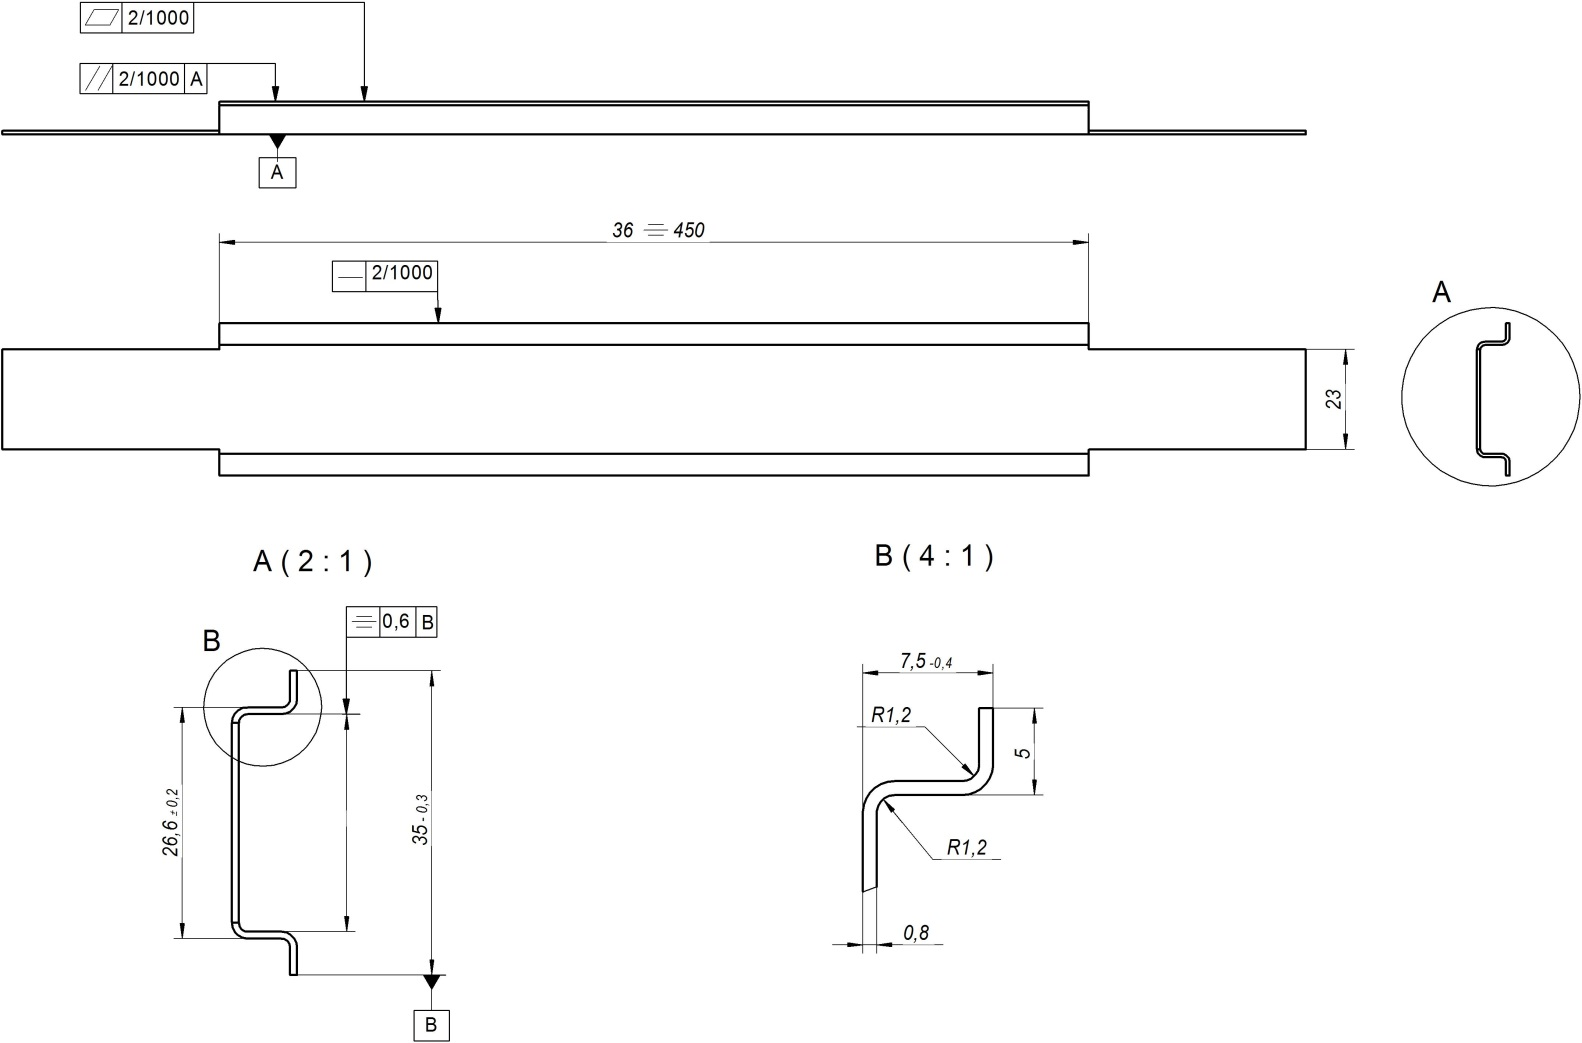 2/1000
2/1000 A
A
36 ⌯ 450
2/1000
A
23
A ( 2 : 1 )
B ( 4 : 1 )
B
0,6 B
7,5 -0,4
R1,2
5
26,6 ± 0,2
35 - 0,3
R1,2
0,8
B